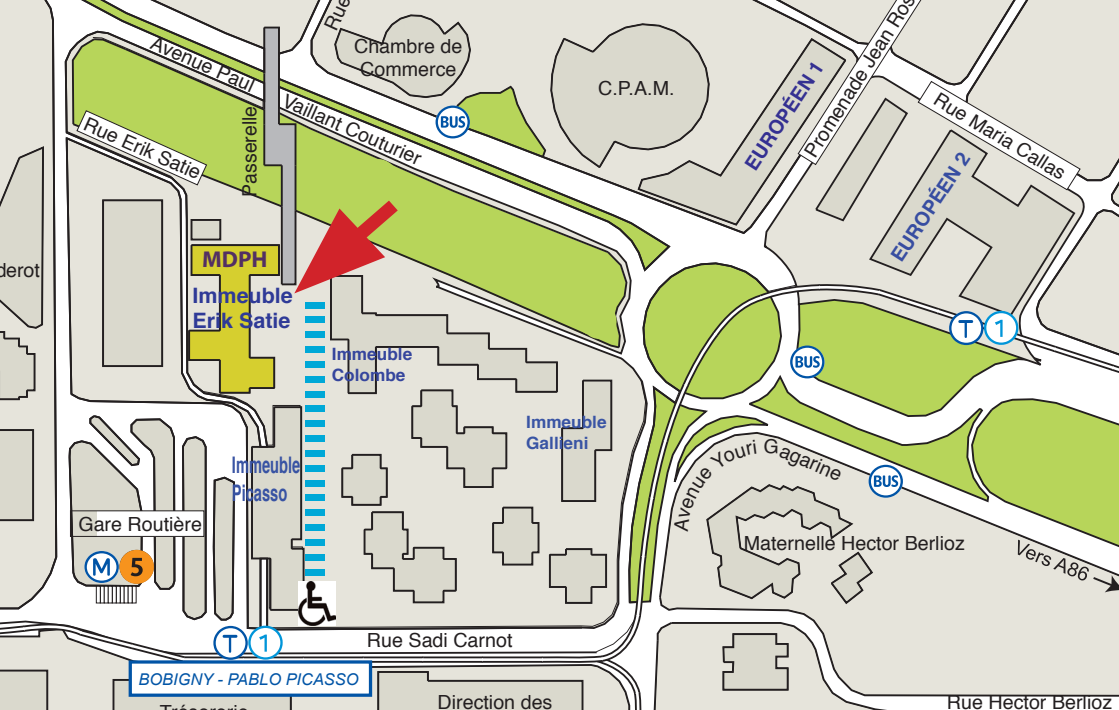 Rue
Chambre de
Commerce
C.P.A.M.
EUROPÉEN 1
Promenade Jean Ros
Rue Maria Callas
EUROPÉEN 2
Avenue Paul Vaillant Couturier
BUS
Rue Erik Satie
Passerelle
derot
MDPH
Immeuble
Erik Satie
Immeuble
Colombe
T 1
BUS
Immeuble
Gallieni
Immeuble
Picasso
Avenue Youri Gagarine
BUS
Gare Routière
M 5
Maternelle Hector Berlioz
Vers A86
T 1
Rue Sadi Carnot
BOBIGNY - PABLO PICASSO
Direction des
Rue Hector Berlioz
Trésorerie